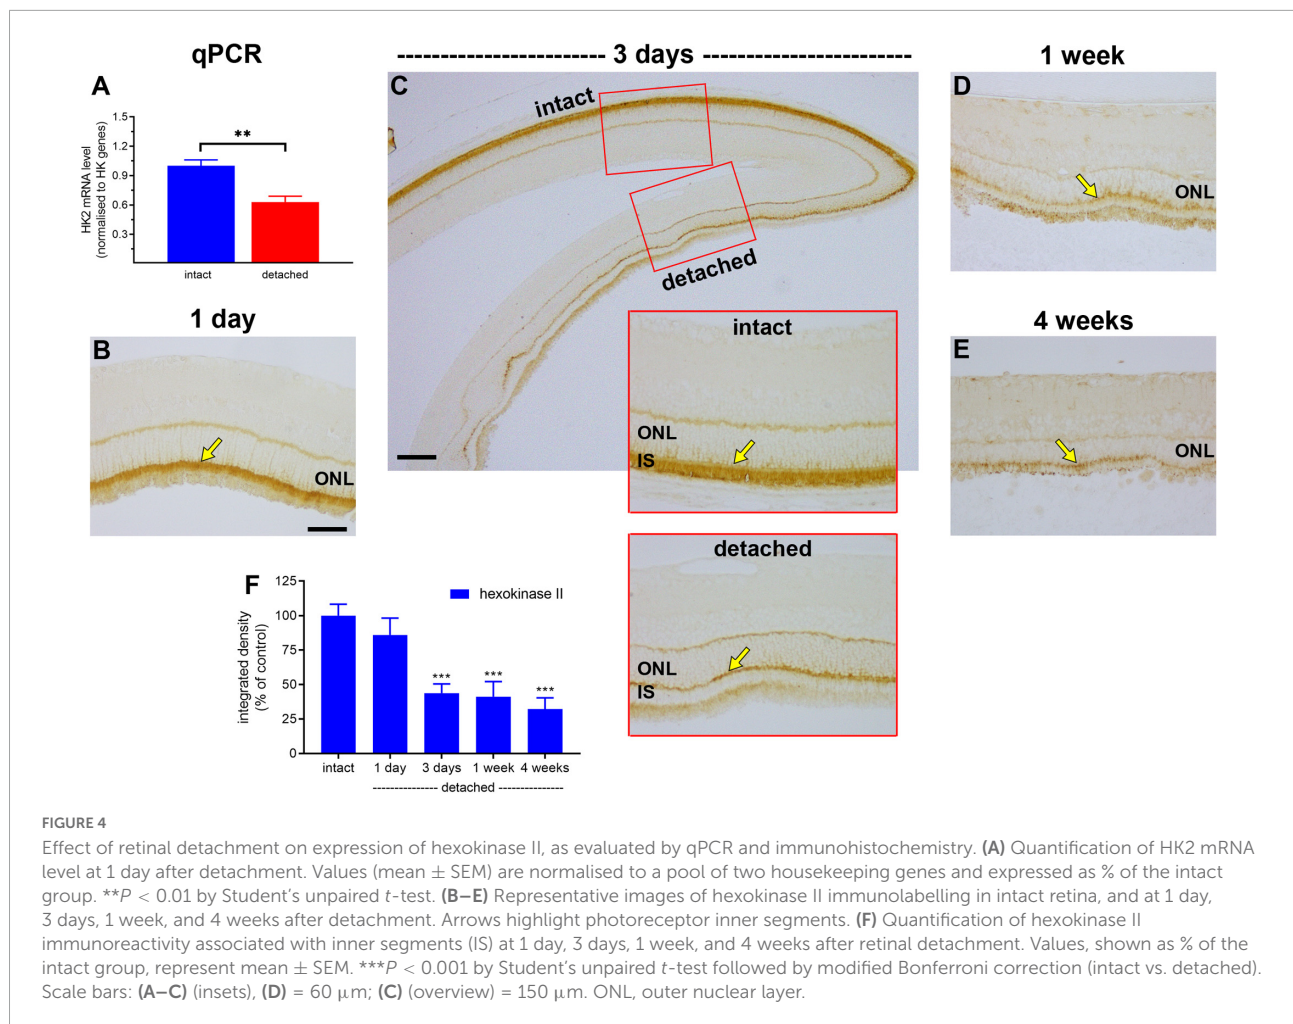 qPCR
A
HK2 mRNA level
(normalised to HK genes)
1.5
1.2
0.9
0.6
0.3
**
intact
detached
------------------------ 3 days ------------------------
C
intact
detached
1 week
D
ONL
1 day
B
ONL
intact
ONL
IS
4 weeks
E
ONL
detached
ONL
IS
F
integrated density
(% of control)
125
100
75
50
25
0
hexokinase II
***
***
***
intact
1 day
3 days
1 week
4 weeks
--------------- detached ---------------
FIGURE 4
Effect of retinal detachment on expression of hexokinase II, as evaluated by qPCR and immunohistochemistry. (A) Quantification of HK2 mRNA
level at 1 day after detachment. Values (mean ± SEM) are normalised to a pool of two housekeeping genes and expressed as % of the intact
group. **P < 0.01 by Student's unpaired t-test. (B–E) Representative images of hexokinase II immunolabelling in intact retina, and at 1 day,
3 days, 1 week, and 4 weeks after detachment. Arrows highlight photoreceptor inner segments. (F) Quantification of hexokinase II
immunoreactivity associated with inner segments (IS) at 1 day, 3 days, 1 week, and 4 weeks after retinal detachment. Values, shown as % of the
intact group, represent mean ± SEM. ***P < 0.001 by Student's unpaired t-test followed by modified Bonferroni correction (intact vs. detached).
Scale bars: (A–C) (insets), (D) = 60 μm; (C) (overview) = 150 μm. ONL, outer nuclear layer.